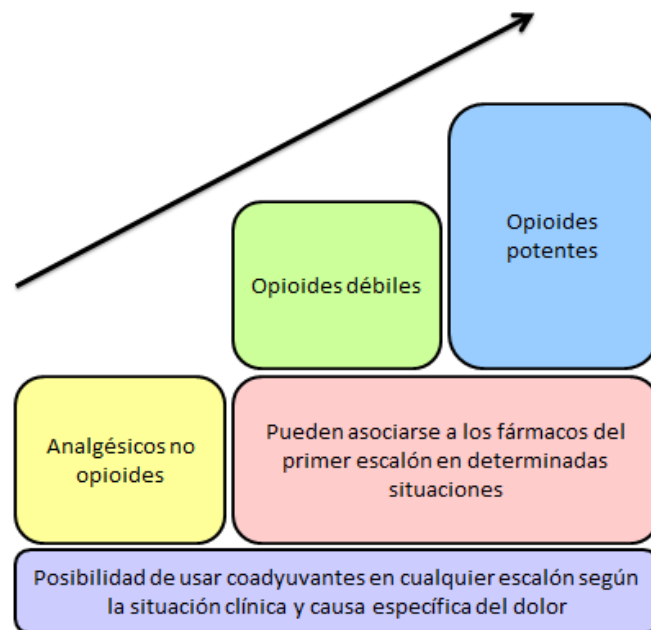 Opioides
potentes
Opioides débiles
Analgésicos no
opioides
Pueden asociarse a los fármacos del
primer escalón en determinadas
situaciones
Posibilidad de usar coadyuvantes en cualquier escalón según
la situación clínica y causa específica del dolor